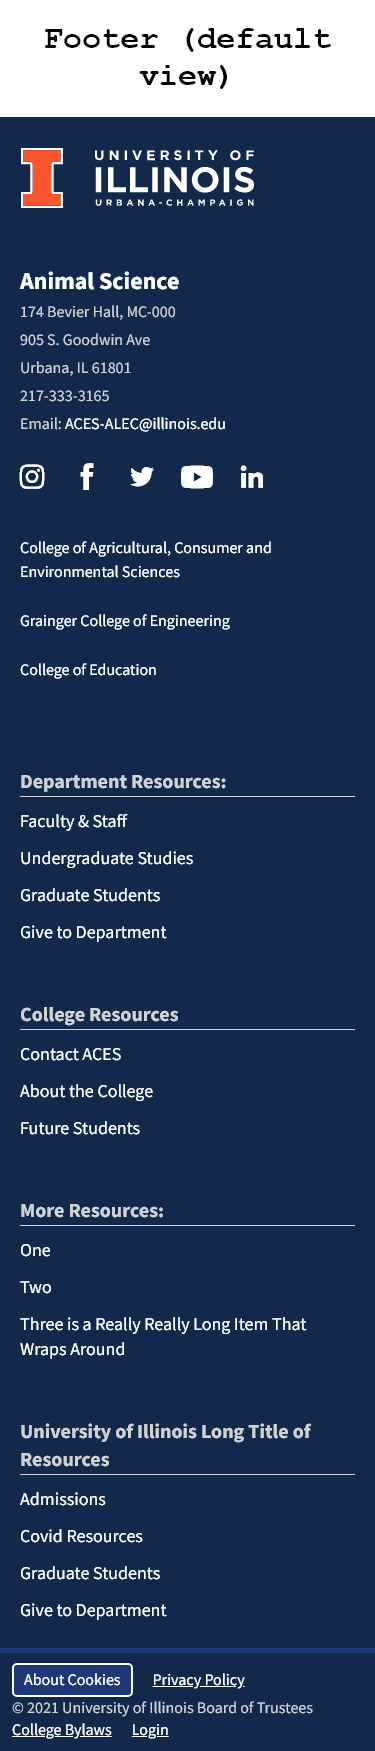 Footer (default
view)
UNIVERSITY OF
ILLINOIS
URBANA-CHAMPAIGN
Animal Science
174 Bevier Hall, MC-000
905 S. Goodwin Ave
Urbana, IL 61801
217-333-3165
Email: ACES-ALEC@illinois.edu
College of Agricultural, Consumer and
Environmental Sciences
Grainger College of Engineering
College of Education
Department Resources:
Faculty & Staff
Undergraduate Studies
Graduate Students
Give to Department
College Resources
Contact ACES
About the College
Future Students
More Resources:
One
Two
Three is a Really Really Long Item That
Wraps Around
University of Illinois Long Title of
Resources
Admissions
Covid Resources
Graduate Students
Give to Department
About Cookies Privacy Policy
© 2021 University of Illinois Board of Trustees
College Bylaws Login